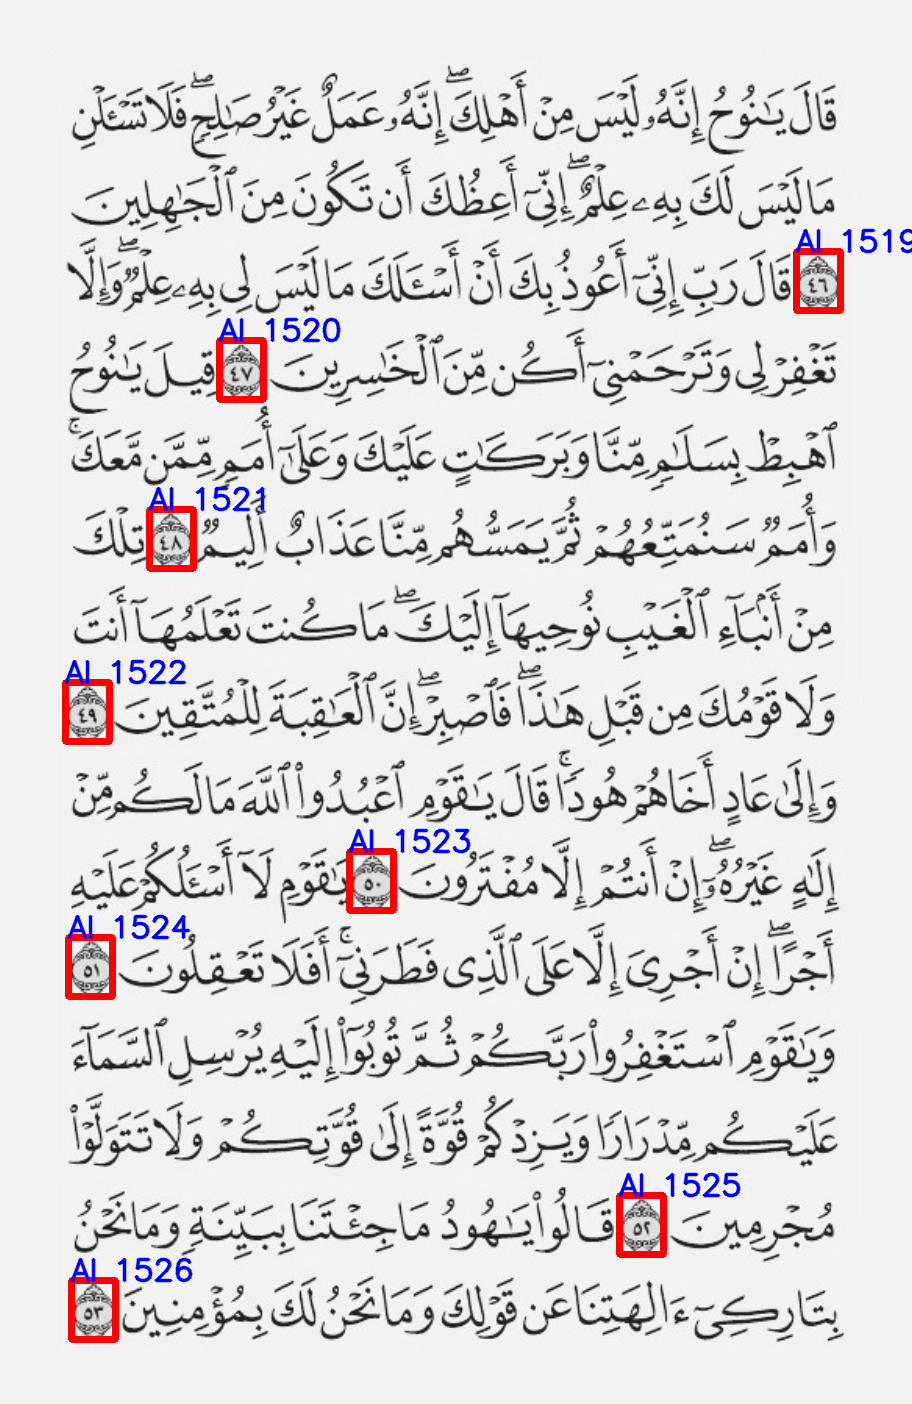 قَالَ يَٰنُوحُ إِنَّهُۥ لَيْسَ مِنْ أَهْلِكَ ۖ إِنَّهُۥ عَمَلٌ غَيْرُ صَٰلِحٍ ۖ فَلَا تَسْـَٔلْنِ
مَا لَيْسَ لَكَ بِهِۦ عِلْمٌ ۖ إِنِّىٓ أَعِظُكَ أَن تَكُونَ مِنَ ٱلْجَٰهِلِينَ
AI 1519
٤٦ قَالَ رَبِّ إِنِّىٓ أَعُوذُ بِكَ أَنْ أَسْـَٔلَكَ مَا لَيْسَ لِى بِهِۦ عِلْمٌ ۖ وَإِلَّا
AI 1520
تَغْفِرْ لِى وَتَرْحَمْنِىٓ أَكُن مِّنَ ٱلْخَٰسِرِينَ ٤٧ قِيلَ يَٰنُوحُ
ٱهْبِطْ بِسَلَٰمٍ مِّنَّا وَبَرَكَٰتٍ عَلَيْكَ وَعَلَىٰٓ أُمَمٍ مِّمَّن مَّعَكَ ۚ
AI 1521
وَأُمَمٌ سَنُمَتِّعُهُمْ ثُمَّ يَمَسُّهُم مِّنَّا عَذَابٌ أَلِيمٌ ٤٨ تِلْكَ
مِنْ أَنۢبَآءِ ٱلْغَيْبِ نُوحِيهَآ إِلَيْكَ ۖ مَا كُنتَ تَعْلَمُهَآ أَنتَ
AI 1522
وَلَا قَوْمُكَ مِن قَبْلِ هَٰذَا ۖ فَٱصْبِرْ ۖ إِنَّ ٱلْعَٰقِبَةَ لِلْمُتَّقِينَ ٤٩
وَإِلَىٰ عَادٍ أَخَاهُمْ هُودًا ۚ قَالَ يَٰقَوْمِ ٱعْبُدُوا۟ ٱللَّهَ مَا لَكُم مِّنْ
AI 1523
إِلَٰهٍ غَيْرُهُۥٓ ۖ إِنْ أَنتُمْ إِلَّا مُفْتَرُونَ ٥٠ يَٰقَوْمِ لَآ أَسْـَٔلُكُمْ عَلَيْهِ
AI 1524
أَجْرًا ۖ إِنْ أَجْرِىَ إِلَّا عَلَى ٱلَّذِى فَطَرَنِىٓ ۚ أَفَلَا تَعْقِلُونَ ٥١
وَيَٰقَوْمِ ٱسْتَغْفِرُوا۟ رَبَّكُمْ ثُمَّ تُوبُوٓا۟ إِلَيْهِ يُرْسِلِ ٱلسَّمَآءَ
عَلَيْكُم مِّدْرَارًا وَيَزِدْكُمْ قُوَّةً إِلَىٰ قُوَّتِكُمْ وَلَا تَتَوَلَّوْا۟
AI 1525
مُجْرِمِينَ ٥٢ قَالُوا۟ يَٰهُودُ مَا جِئْتَنَا بِبَيِّنَةٍ وَمَا نَحْنُ
AI 1526
بِتَارِكِىٓ ءَالِهَتِنَا عَن قَوْلِكَ وَمَا نَحْنُ لَكَ بِمُؤْمِنِينَ ٥٣